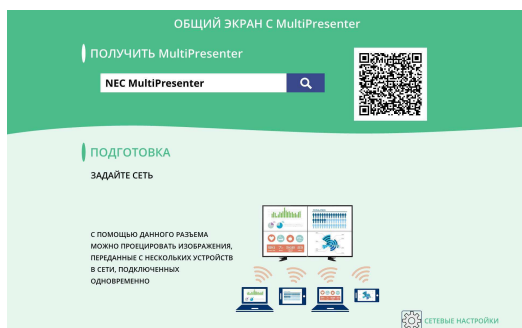 ОБЩИЙ ЭКРАН С MultiPresenter
ПОЛУЧИТЬ MultiPresenter
NEC MultiPresenter
ПОДГОТОВКА
ЗАДАЙТЕ СЕТЬ
С ПОМОЩЬЮ ДАННОГО РАЗЪЕМА
МОЖНО ПРОЕЦИРОВАТЬ ИЗОБРАЖЕНИЯ,
ПЕРЕДАННЫЕ С НЕСКОЛЬКИХ УСТРОЙСТВ
В СЕТИ, ПОДКЛЮЧЕННЫХ
ОДНОВРЕМЕННО
СЕТЕВЫЕ НАСТРОЙКИ